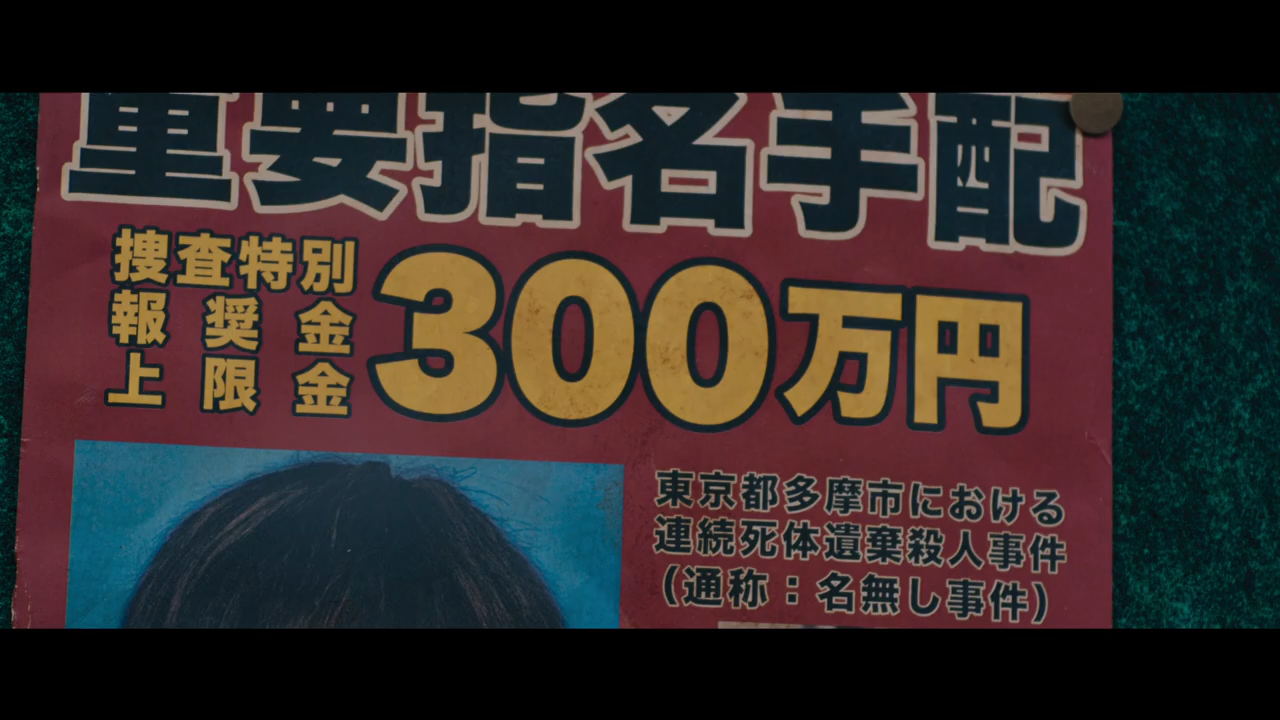 重要指名手配
捜査特別
報奨金
上限金
300万円
東京都多摩市における
連続死体遺棄殺人事件
(通称：名無し事件)